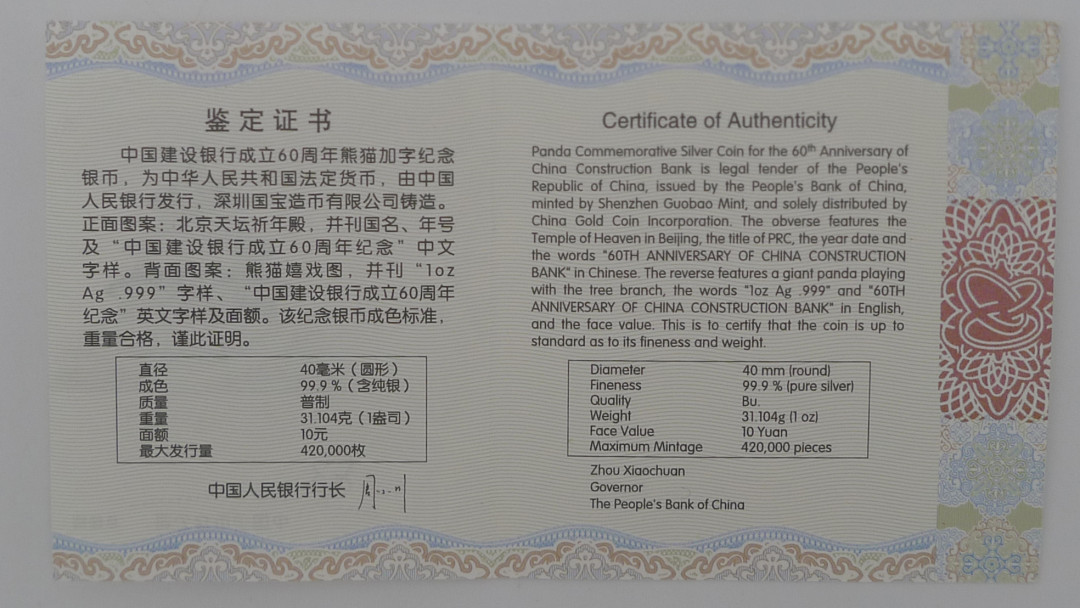 鉴定证书
中国建设银行成立60周年熊猫加字纪念
银币，为中华人民共和国法定货币，由中国
人民银行发行，深圳国宝造币有限公司铸造。
正面图案：北京天坛祈年殿，并刊国名、年号
及“中国建设银行成立60周年纪念”中文
字样。背面图案：熊猫嬉戏图，并刊“1oz
Ag .999”字样、“中国建设银行成立60周年
纪念”英文字样及面额。该纪念银币成色标准，
重量合格，谨此证明。
直径 40毫米（圆形）
成色 99.9％（含纯银）
质量 普制
重量 31.104克（1盎司）
面额 10元
最大发行量 420,000枚
中国人民银行行长
Certificate of Authenticity
Panda Commemorative Silver Coin for the 60th Anniversary of
China Construction Bank is legal tender of the People's
Republic of China, issued by the People's Bank of China,
minted by Shenzhen Guobao Mint, and solely distributed by
China Gold Coin Incorporation. The obverse features the
Temple of Heaven in Beijing, the title of PRC, the year date and
the words "60TH ANNIVERSARY OF CHINA CONSTRUCTION
BANK" in Chinese. The reverse features a giant panda playing
with the tree branch, the words "1oz Ag .999" and "60TH
ANNIVERSARY OF CHINA CONSTRUCTION BANK" in English,
and the face value. This is to certify that the coin is up to
standard as to its fineness and weight.
Diameter 40 mm (round)
Fineness 99.9 % (pure silver)
Quality Bu.
Weight 31.104g (1 oz)
Face Value 10 Yuan
Maximum Mintage 420,000 pieces
Zhou Xiaochuan
Governor
The People's Bank of China